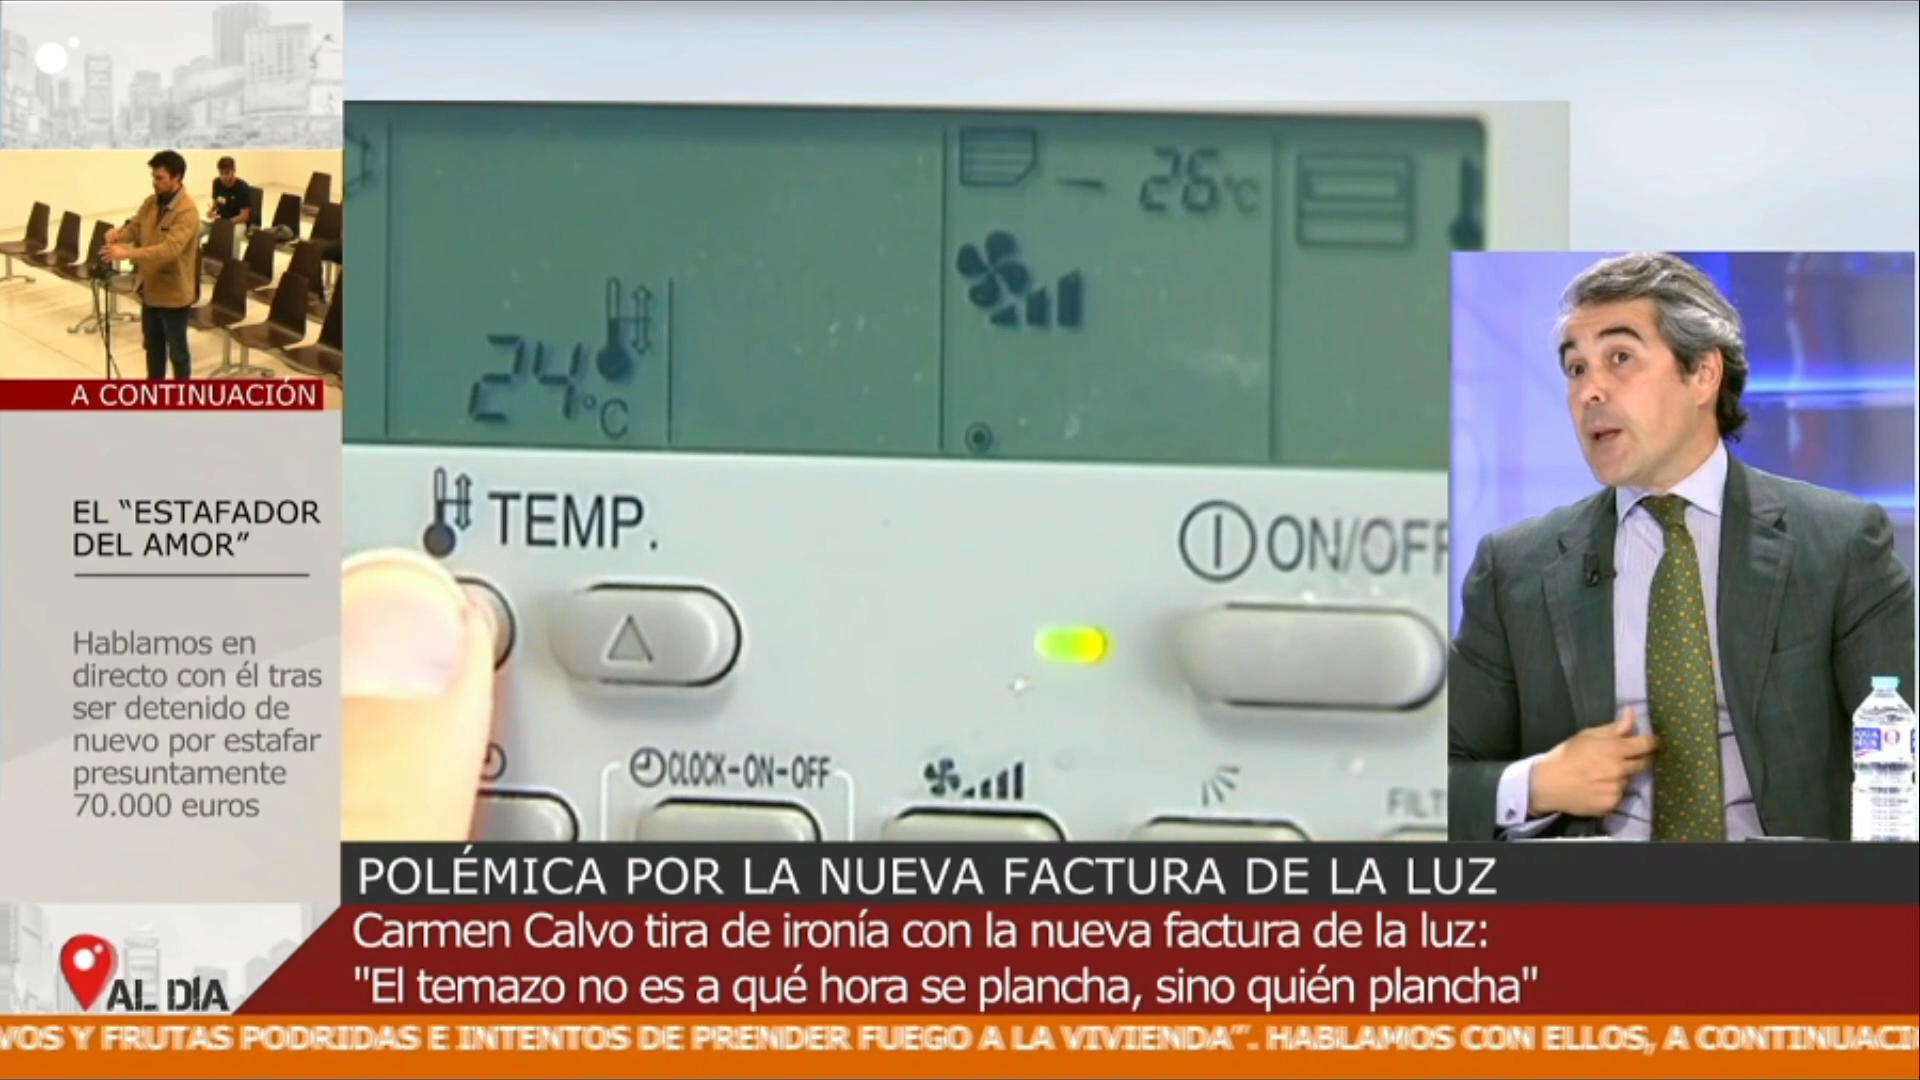 A CONTINUACIÓN
EL “ESTAFADOR
DEL AMOR”
Hablamos en
directo con él tras
ser detenido de
nuevo por estafar
presuntamente
70.000 euros
26°C
24°C
TEMP.
ON/OFF
CLOCK-ON-OFF
FILT
POLÉMICA POR LA NUEVA FACTURA DE LA LUZ
Carmen Calvo tira de ironía con la nueva factura de la luz:
"El temazo no es a qué hora se plancha, sino quién plancha"
AL DÍA
VOS Y FRUTAS PODRIDAS E INTENTOS DE PRENDER FUEGO A LA VIVIENDA”. HABLAMOS CON ELLOS, A CONTINUACI